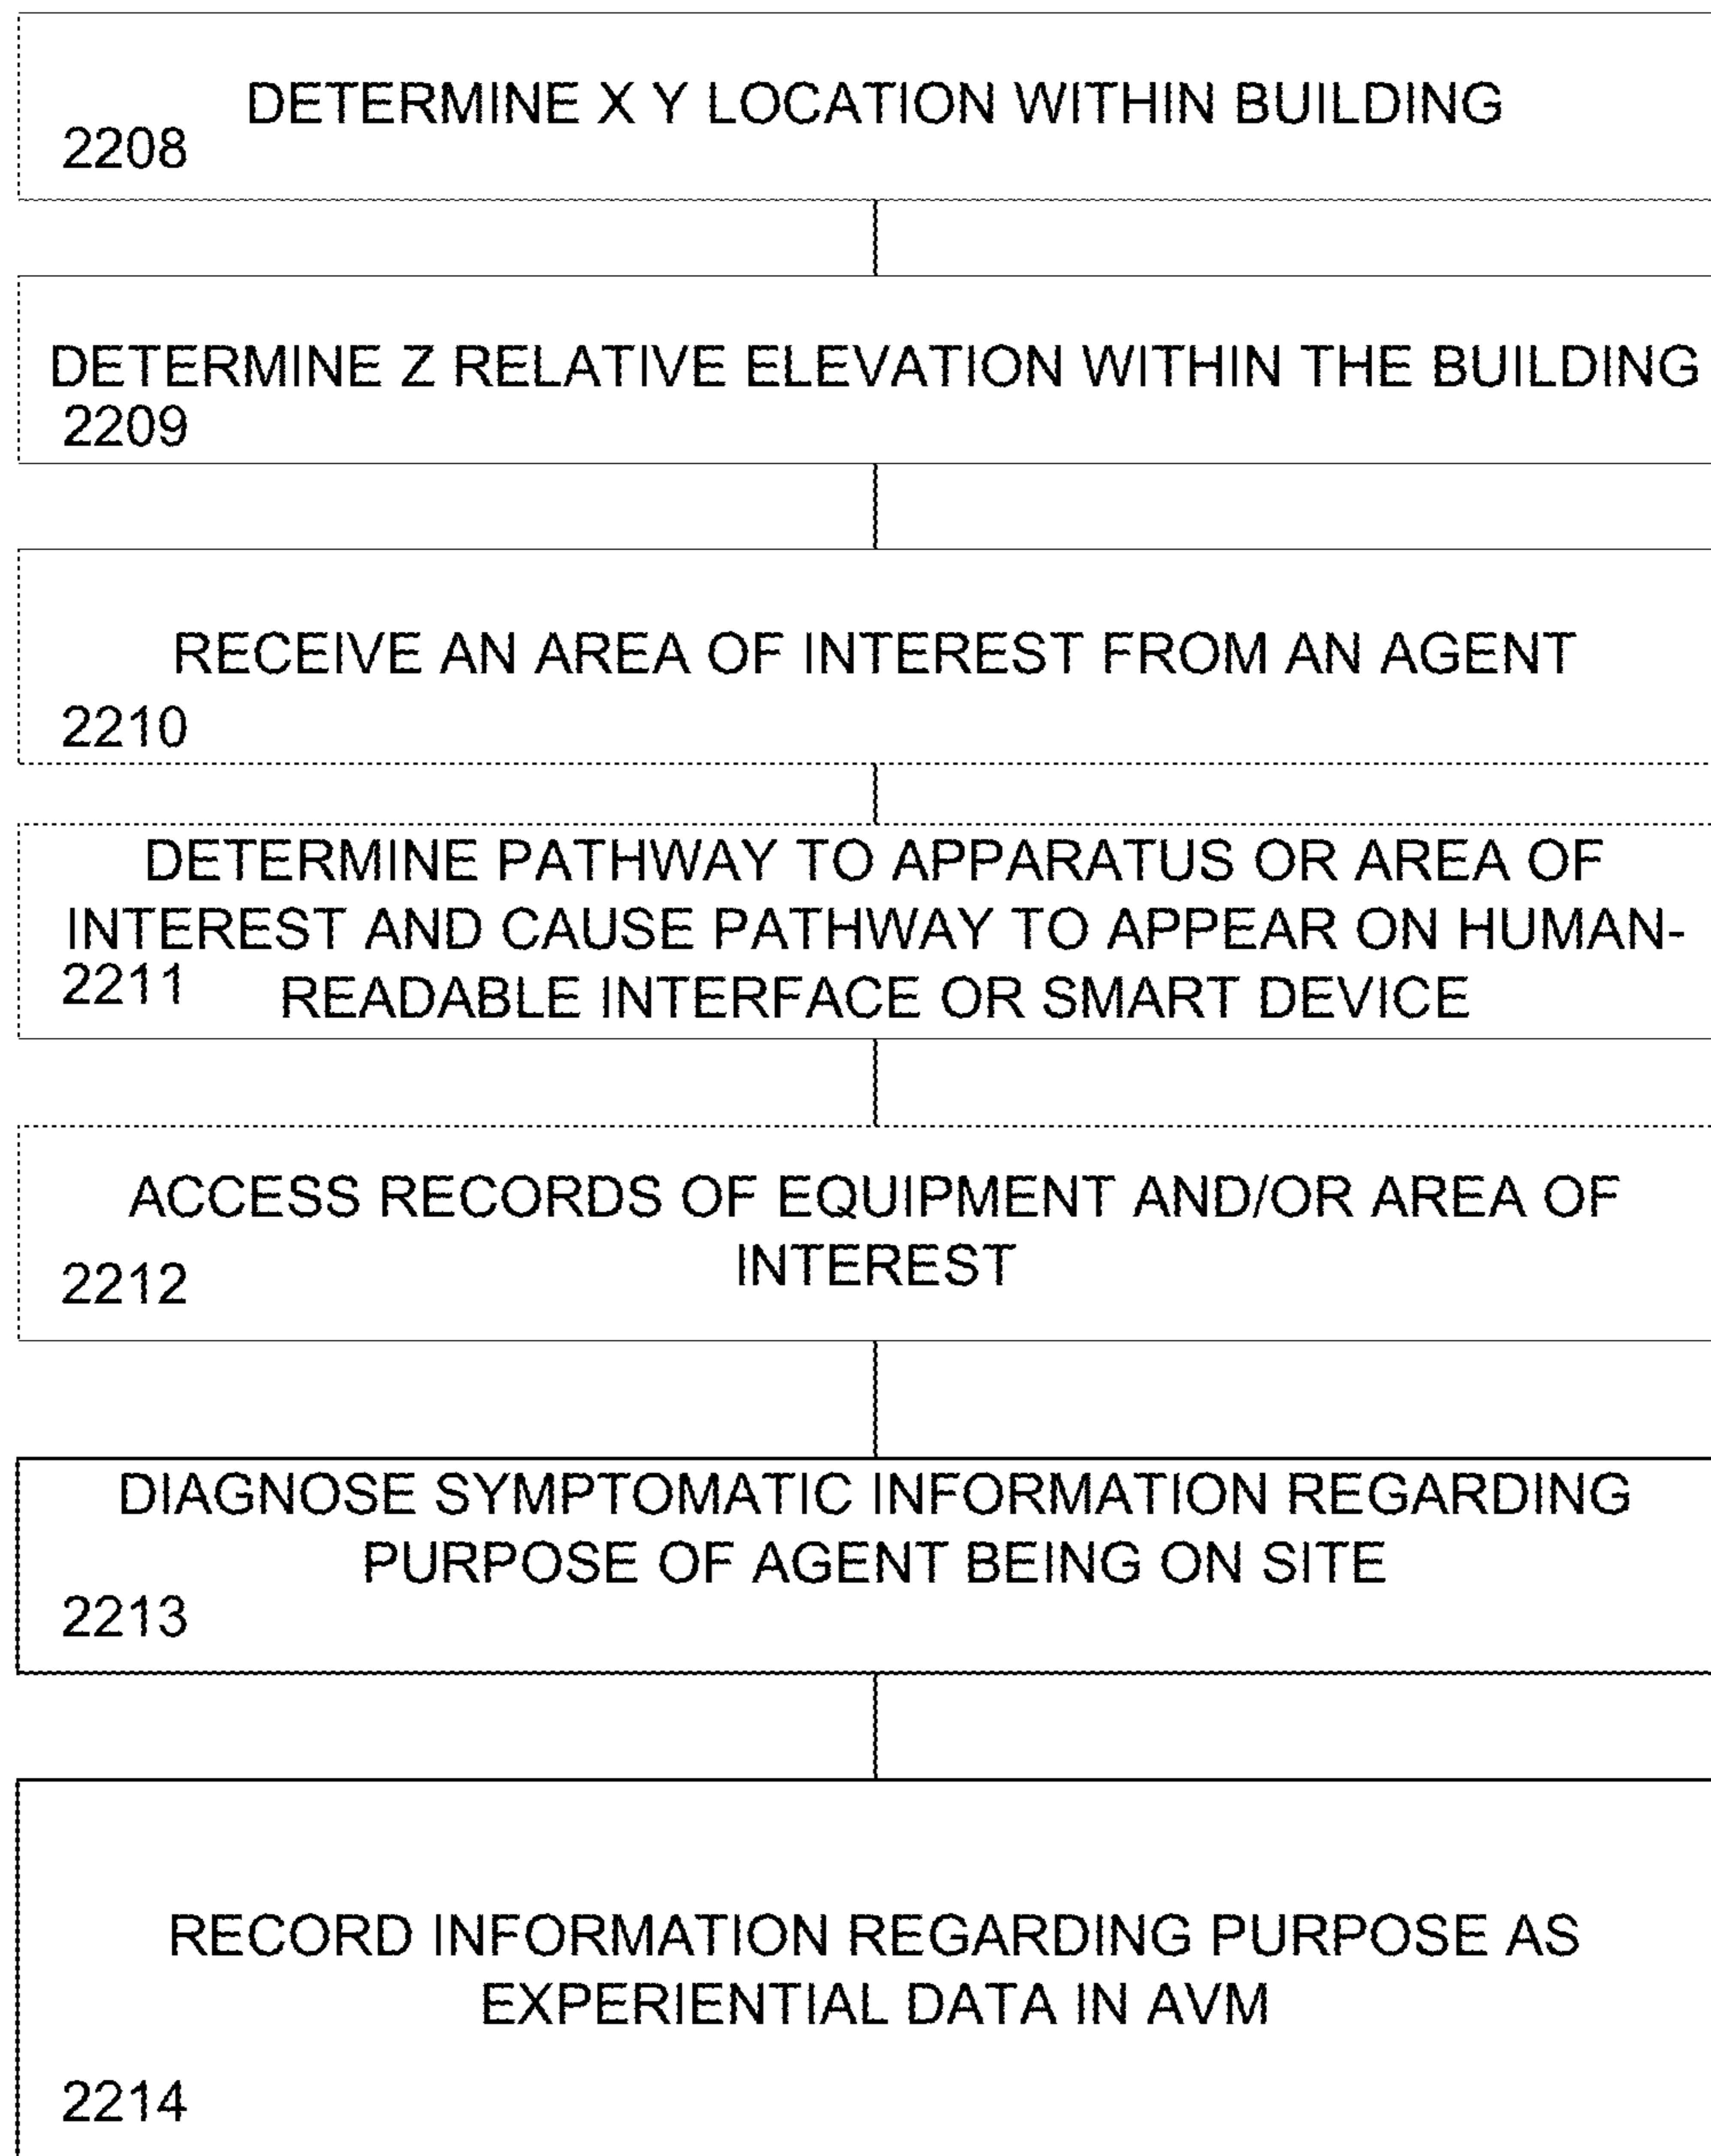 DETERMINE X Y LOCATION WITHIN BUILDING
2208
DETERMINE Z RELATIVE ELEVATION WITHIN THE BUILDING
2209
RECEIVE AN AREA OF INTEREST FROM AN AGENT
2210
DETERMINE PATHWAY TO APPARATUS OR AREA OF
INTEREST AND CAUSE PATHWAY TO APPEAR ON HUMAN-
2211 READABLE INTERFACE OR SMART DEVICE
ACCESS RECORDS OF EQUIPMENT AND/OR AREA OF
INTEREST
2212
DIAGNOSE SYMPTOMATIC INFORMATION REGARDING
PURPOSE OF AGENT BEING ON SITE
2213
RECORD INFORMATION REGARDING PURPOSE AS
EXPERIENTIAL DATA IN AVM
2214